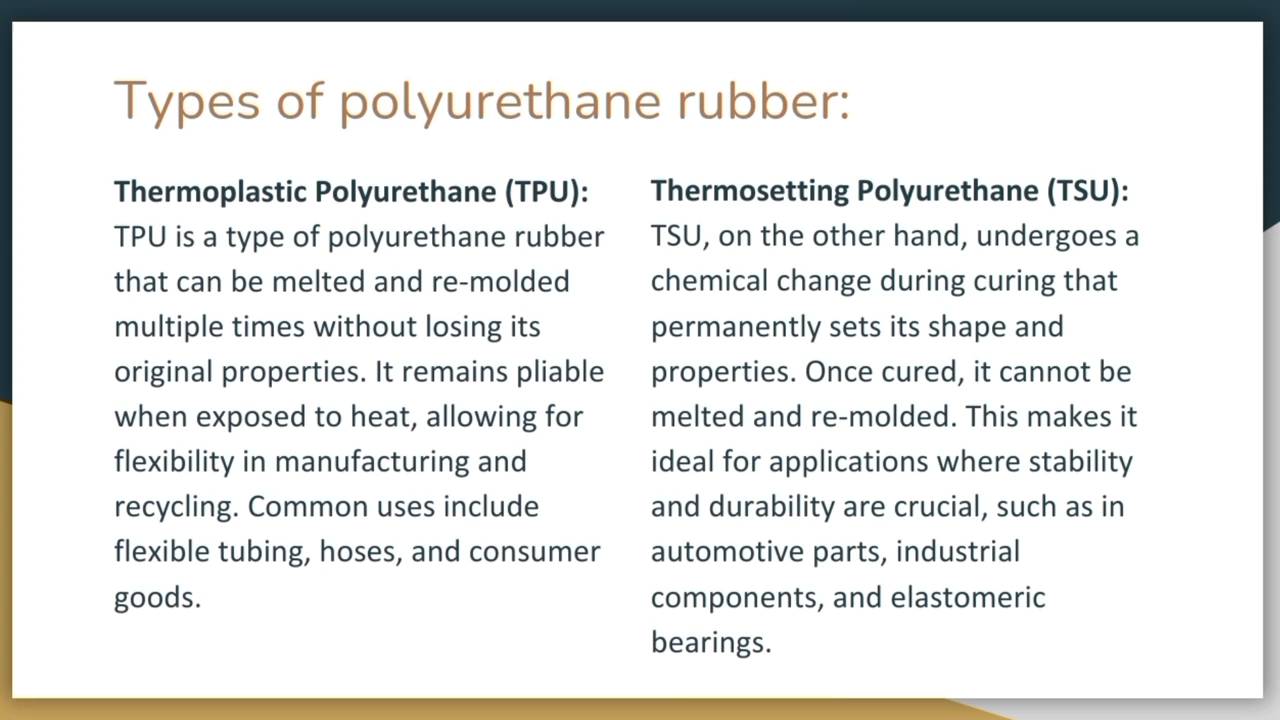 Types of polyurethane rubber:
Thermoplastic Polyurethane (TPU):
TPU is a type of polyurethane rubber
that can be melted and re-molded
multiple times without losing its
original properties. It remains pliable
when exposed to heat, allowing for
flexibility in manufacturing and
recycling. Common uses include
flexible tubing, hoses, and consumer
goods.
Thermosetting Polyurethane (TSU):
TSU, on the other hand, undergoes a
chemical change during curing that
permanently sets its shape and
properties. Once cured, it cannot be
melted and re-molded. This makes it
ideal for applications where stability
and durability are crucial, such as in
automotive parts, industrial
components, and elastomeric
bearings.